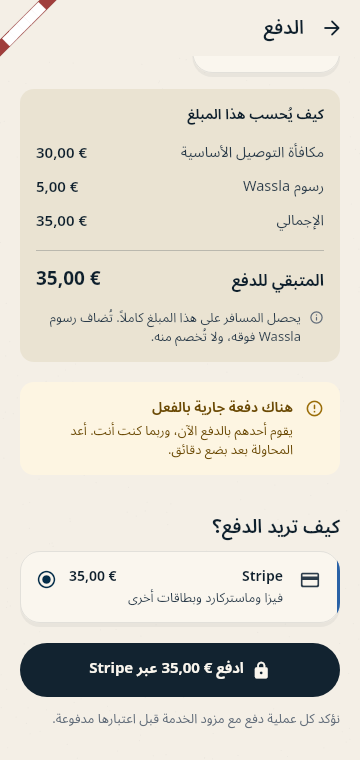 الدفع
كيف يُحسب هذا المبلغ
مكافأة التوصيل الأساسية 30,00 €
رسوم Wassla 5,00 €
الإجمالي 35,00 €
المتبقي للدفع 35,00 €
يحصل المسافر على هذا المبلغ كاملاً. تُضاف رسوم
Wassla فوقه، ولا تُخصم منه.
هناك دفعة جارية بالفعل
يقوم أحدهم بالدفع الآن، وربما كنت أنت. أعد
المحاولة بعد بضع دقائق.
كيف تريد الدفع؟
Stripe 35,00 €
فيزا وماستركارد وبطاقات أخرى
ادفع 35,00 € عبر Stripe
نؤكد كل عملية دفع مع مزود الخدمة قبل اعتبارها مدفوعة.